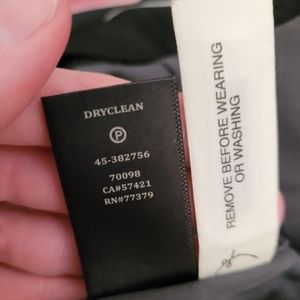 DRYCLEAN
P
45-382756
70098
CA#57421
RN#77379
REMOVE BEFORE WEARING
OR WASHING